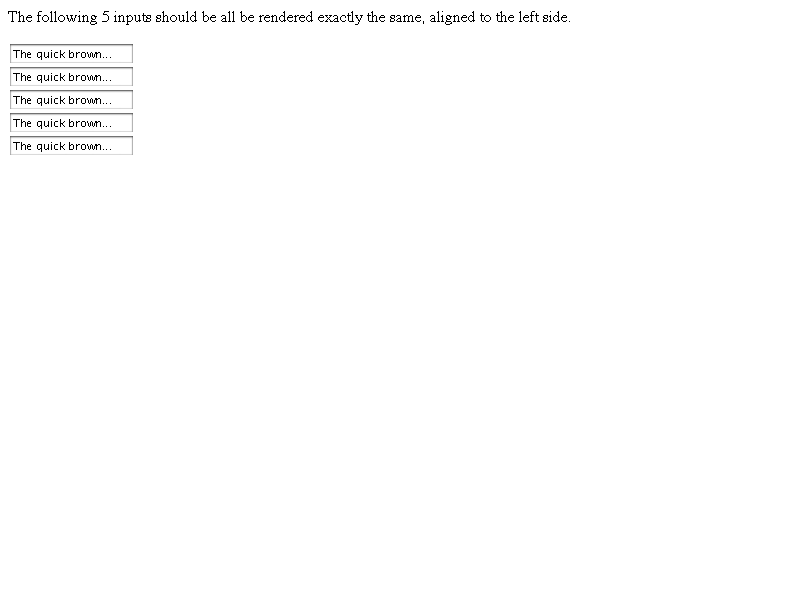 The following 5 inputs should be all be rendered exactly the same, aligned to the left side.
The quick brown...
The quick brown...
The quick brown...
The quick brown...
The quick brown...